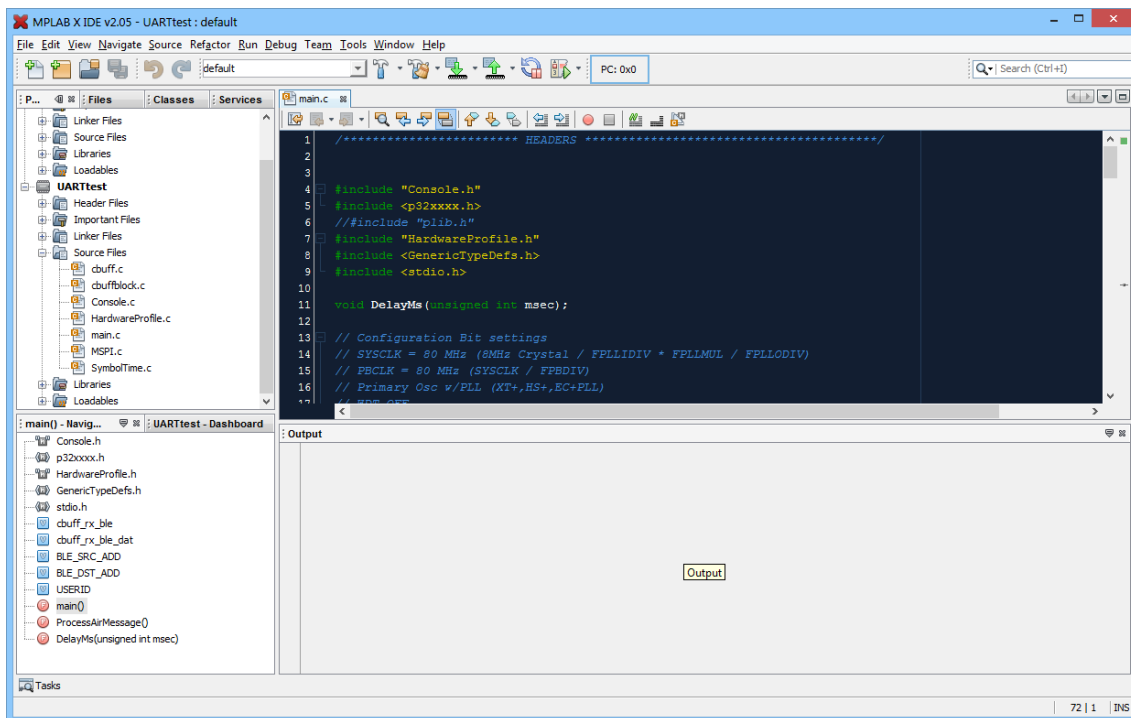 MPLAB X IDE v2.05 - UARTtest : default
File Edit View Navigate Source Refactor Run Debug Team Tools Window Help
default
PC: 0x0
Search (Ctrl+I)
P...
Files
Classes
Services
Linker Files
Source Files
Libraries
Loadables
UARTtest
Header Files
Important Files
Linker Files
Source Files
cbuff.c
cbuffblock.c
Console.c
HardwareProfile.c
main.c
MSPI.c
SymbolTime.c
Libraries
Loadables
main.c
1 /************************ HEADERS ****************************************/
2
3
4 #include "Console.h"
5 #include <p32xxxx.h>
6 //#include "plib.h"
7 #include "HardwareProfile.h"
8 #include <GenericTypeDefs.h>
9 #include <stdio.h>
10
11 void DelayMs(unsigned int msec);
12
13 // Configuration Bit settings
14 // SYSCLK = 80 MHz (8MHz Crystal / FPLLIDIV * FPLLMUL / FPLLODIV)
15 // PBCLK = 80 MHz (SYSCLK / FPBDIV)
16 // Primary Osc w/PLL (XT+,HS+,EC+PLL)
17
main() - Navig...
UARTtest - Dashboard
Console.h
p32xxxx.h
HardwareProfile.h
GenericTypeDefs.h
stdio.h
cbuff_rx_ble
cbuff_rx_ble_dat
BLE_SRC_ADD
BLE_DST_ADD
USERID
main()
ProcessAirMessage()
DelayMs(unsigned int msec)
Output
Output
Tasks
72 | 1 INS